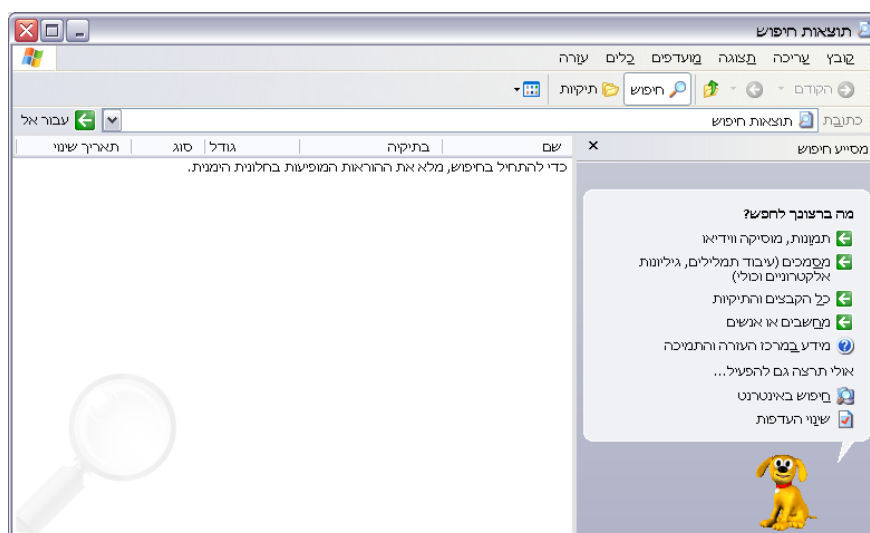 תוצאות חיפוש
קובץ עריכה תצוגה מועדפים כלים עזרה
הקודם חיפוש תיקיות
כתובת תוצאות חיפוש עבור אל
מסייע חיפוש
שם בתיקיה גודל סוג תאריך שינוי
כדי להתחיל בחיפוש, מלא את ההוראות המופיעות בחלונית הימנית.
מה ברצונך לחפש?
תמונות, מוסיקה ווידיאו
מסמכים (עיבוד תמלילים, גיליונות
אלקטרוניים וכולי)
כל הקבצים והתיקיות
מחשבים או אנשים
מידע במרכז העזרה והתמיכה
אולי תרצה גם להפעיל...
חיפוש באינטרנט
שינוי העדפות